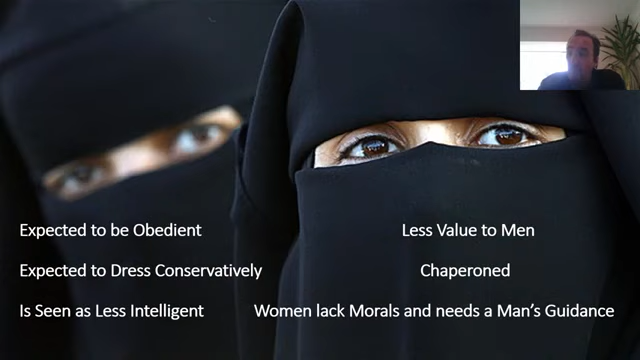 Expected to be Obedient
Less Value to Men
Expected to Dress Conservatively
Chaperoned
Is Seen as Less Intelligent
Women lack Morals and needs a Man's Guidance